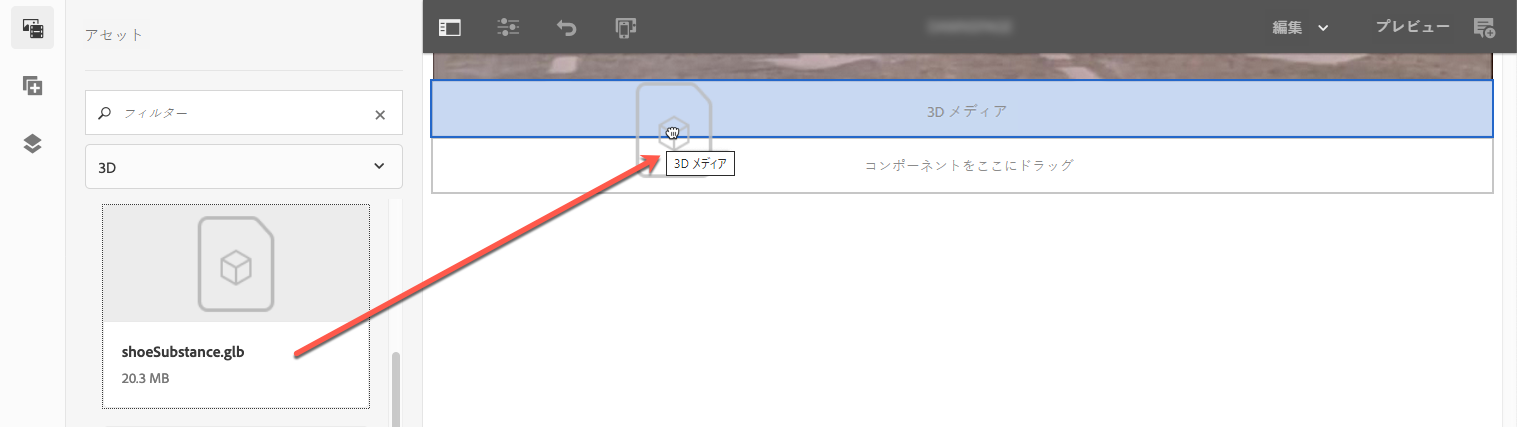 アセット
編集
プレビュー
フィルター
3D
shoeSubstance.glb
20.3 MB
3D メディア
3D メディア
コンポーネントをここにドラッグ